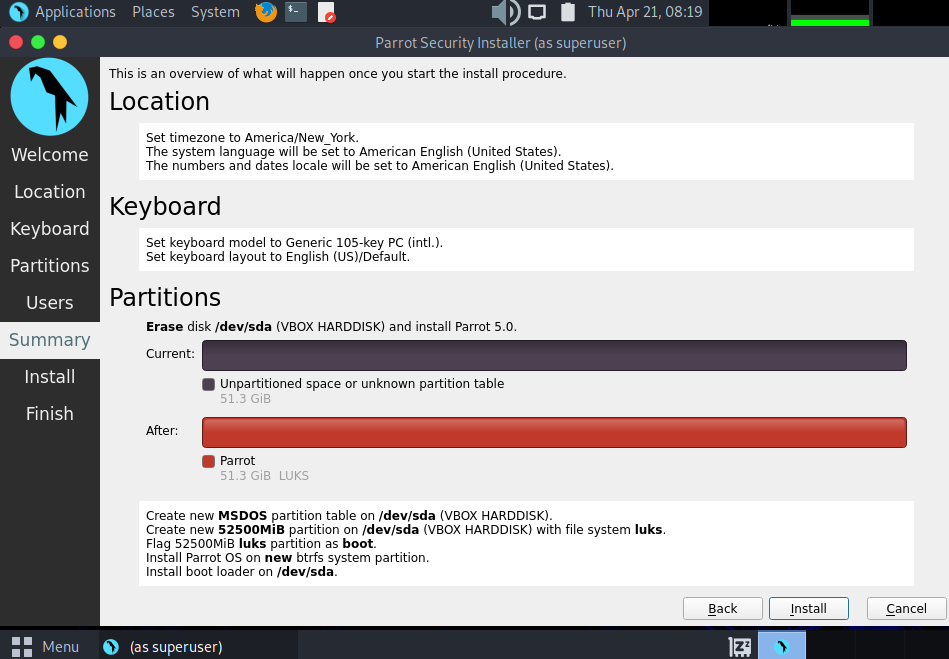 Applications Places System Thu Apr 21, 08:19
Parrot Security Installer (as superuser)
Welcome
Location
Keyboard
Partitions
Users
Summary
Install
Finish
This is an overview of what will happen once you start the install procedure.
Location
Set timezone to America/New_York.
The system language will be set to American English (United States).
The numbers and dates locale will be set to American English (United States).
Keyboard
Set keyboard model to Generic 105-key PC (intl.).
Set keyboard layout to English (US)/Default.
Partitions
Erase disk /dev/sda (VBOX HARDDISK) and install Parrot 5.0.
Current:
Unpartitioned space or unknown partition table
51.3 GiB
After:
Parrot
51.3 GiB LUKS
Create new MSDOS partition table on /dev/sda (VBOX HARDDISK).
Create new 52500MiB partition on /dev/sda (VBOX HARDDISK) with file system luks.
Flag 52500MiB luks partition as boot.
Install Parrot OS on new btrfs system partition.
Install boot loader on /dev/sda.
Back Install Cancel
Menu (as superuser)